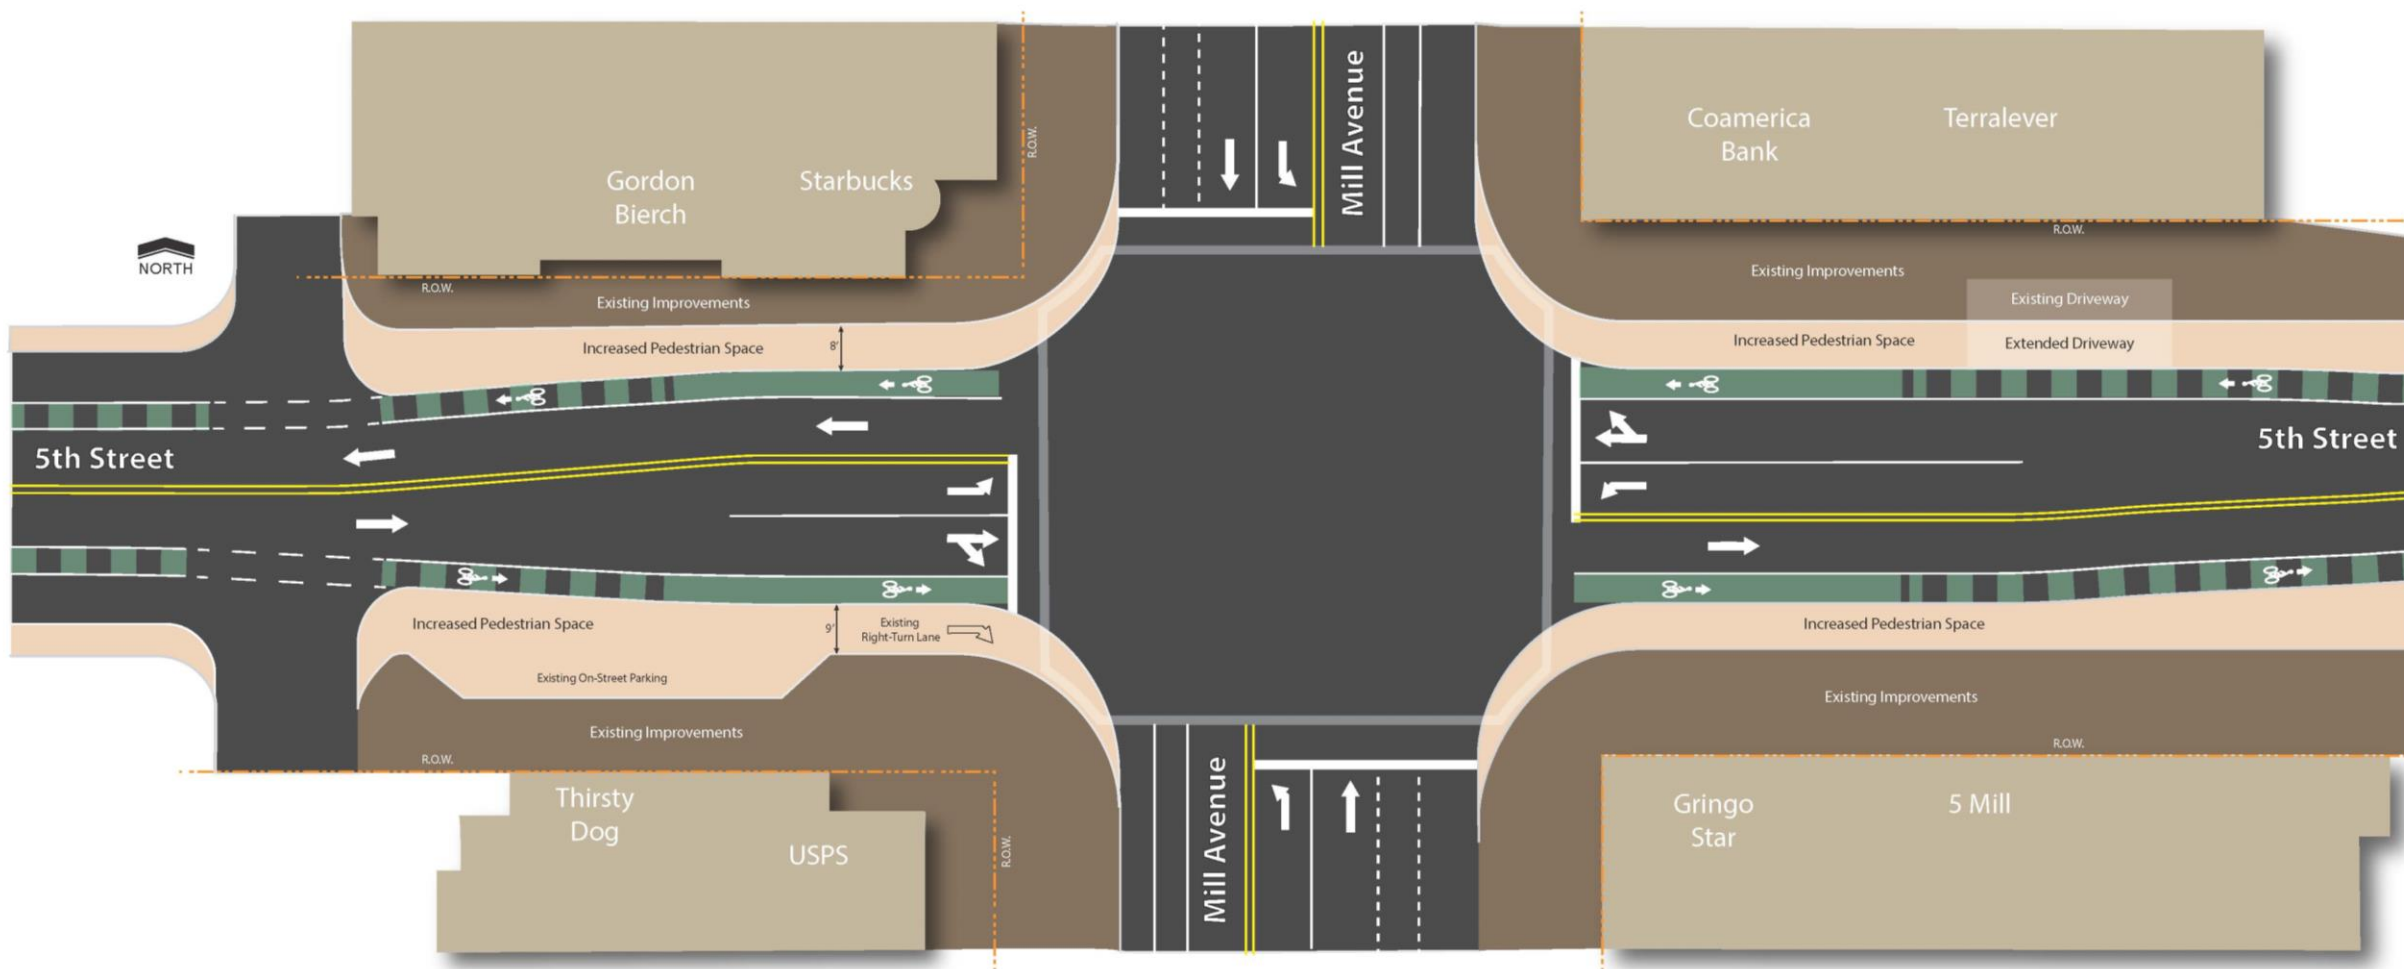 Mill Avenue
Coamerica
Bank
Terralever
Gordon
Bierch
Starbucks
R.O.W.
NORTH
R.O.W.
R.O.W.
Existing Improvements
Existing Improvements
Existing Driveway
Increased Pedestrian Space
8'
Increased Pedestrian Space
Extended Driveway
5th Street
5th Street
Increased Pedestrian Space
9'
Existing
Right-Turn Lane
Increased Pedestrian Space
Existing On-Street Parking
Existing Improvements
Existing Improvements
R.O.W.
R.O.W.
Thirsty
Dog
USPS
R.O.W.
Mill Avenue
Gringo
Star
5 Mill